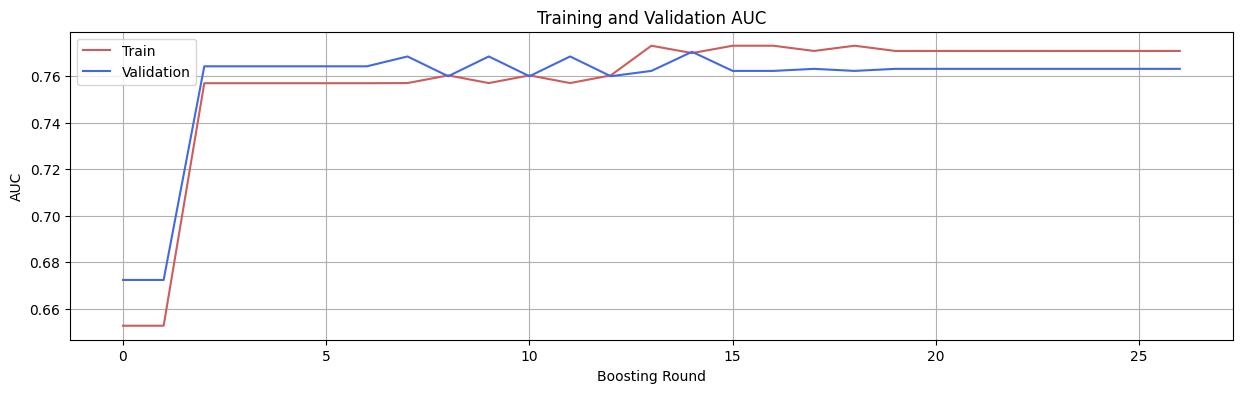 Training and Validation AUC
Train
Validation
AUC
0.76
0.74
0.72
0.70
0.68
0.66
0
5
10
15
20
25
Boosting Round